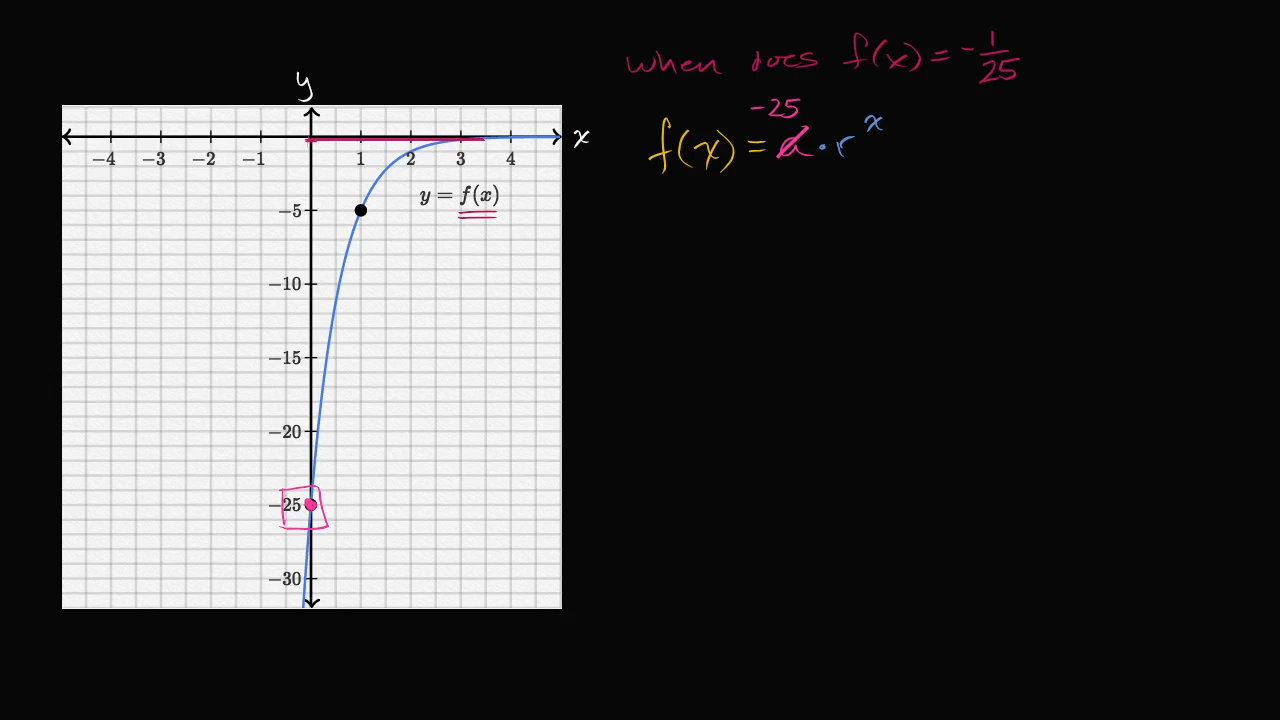 when does f(x) = -1/25
-25
f(x) = a · r^x
y
x
−4 −3 −2 −1 1 2 3 4
y = f(x)
−5
−10
−15
−20
−25
−30